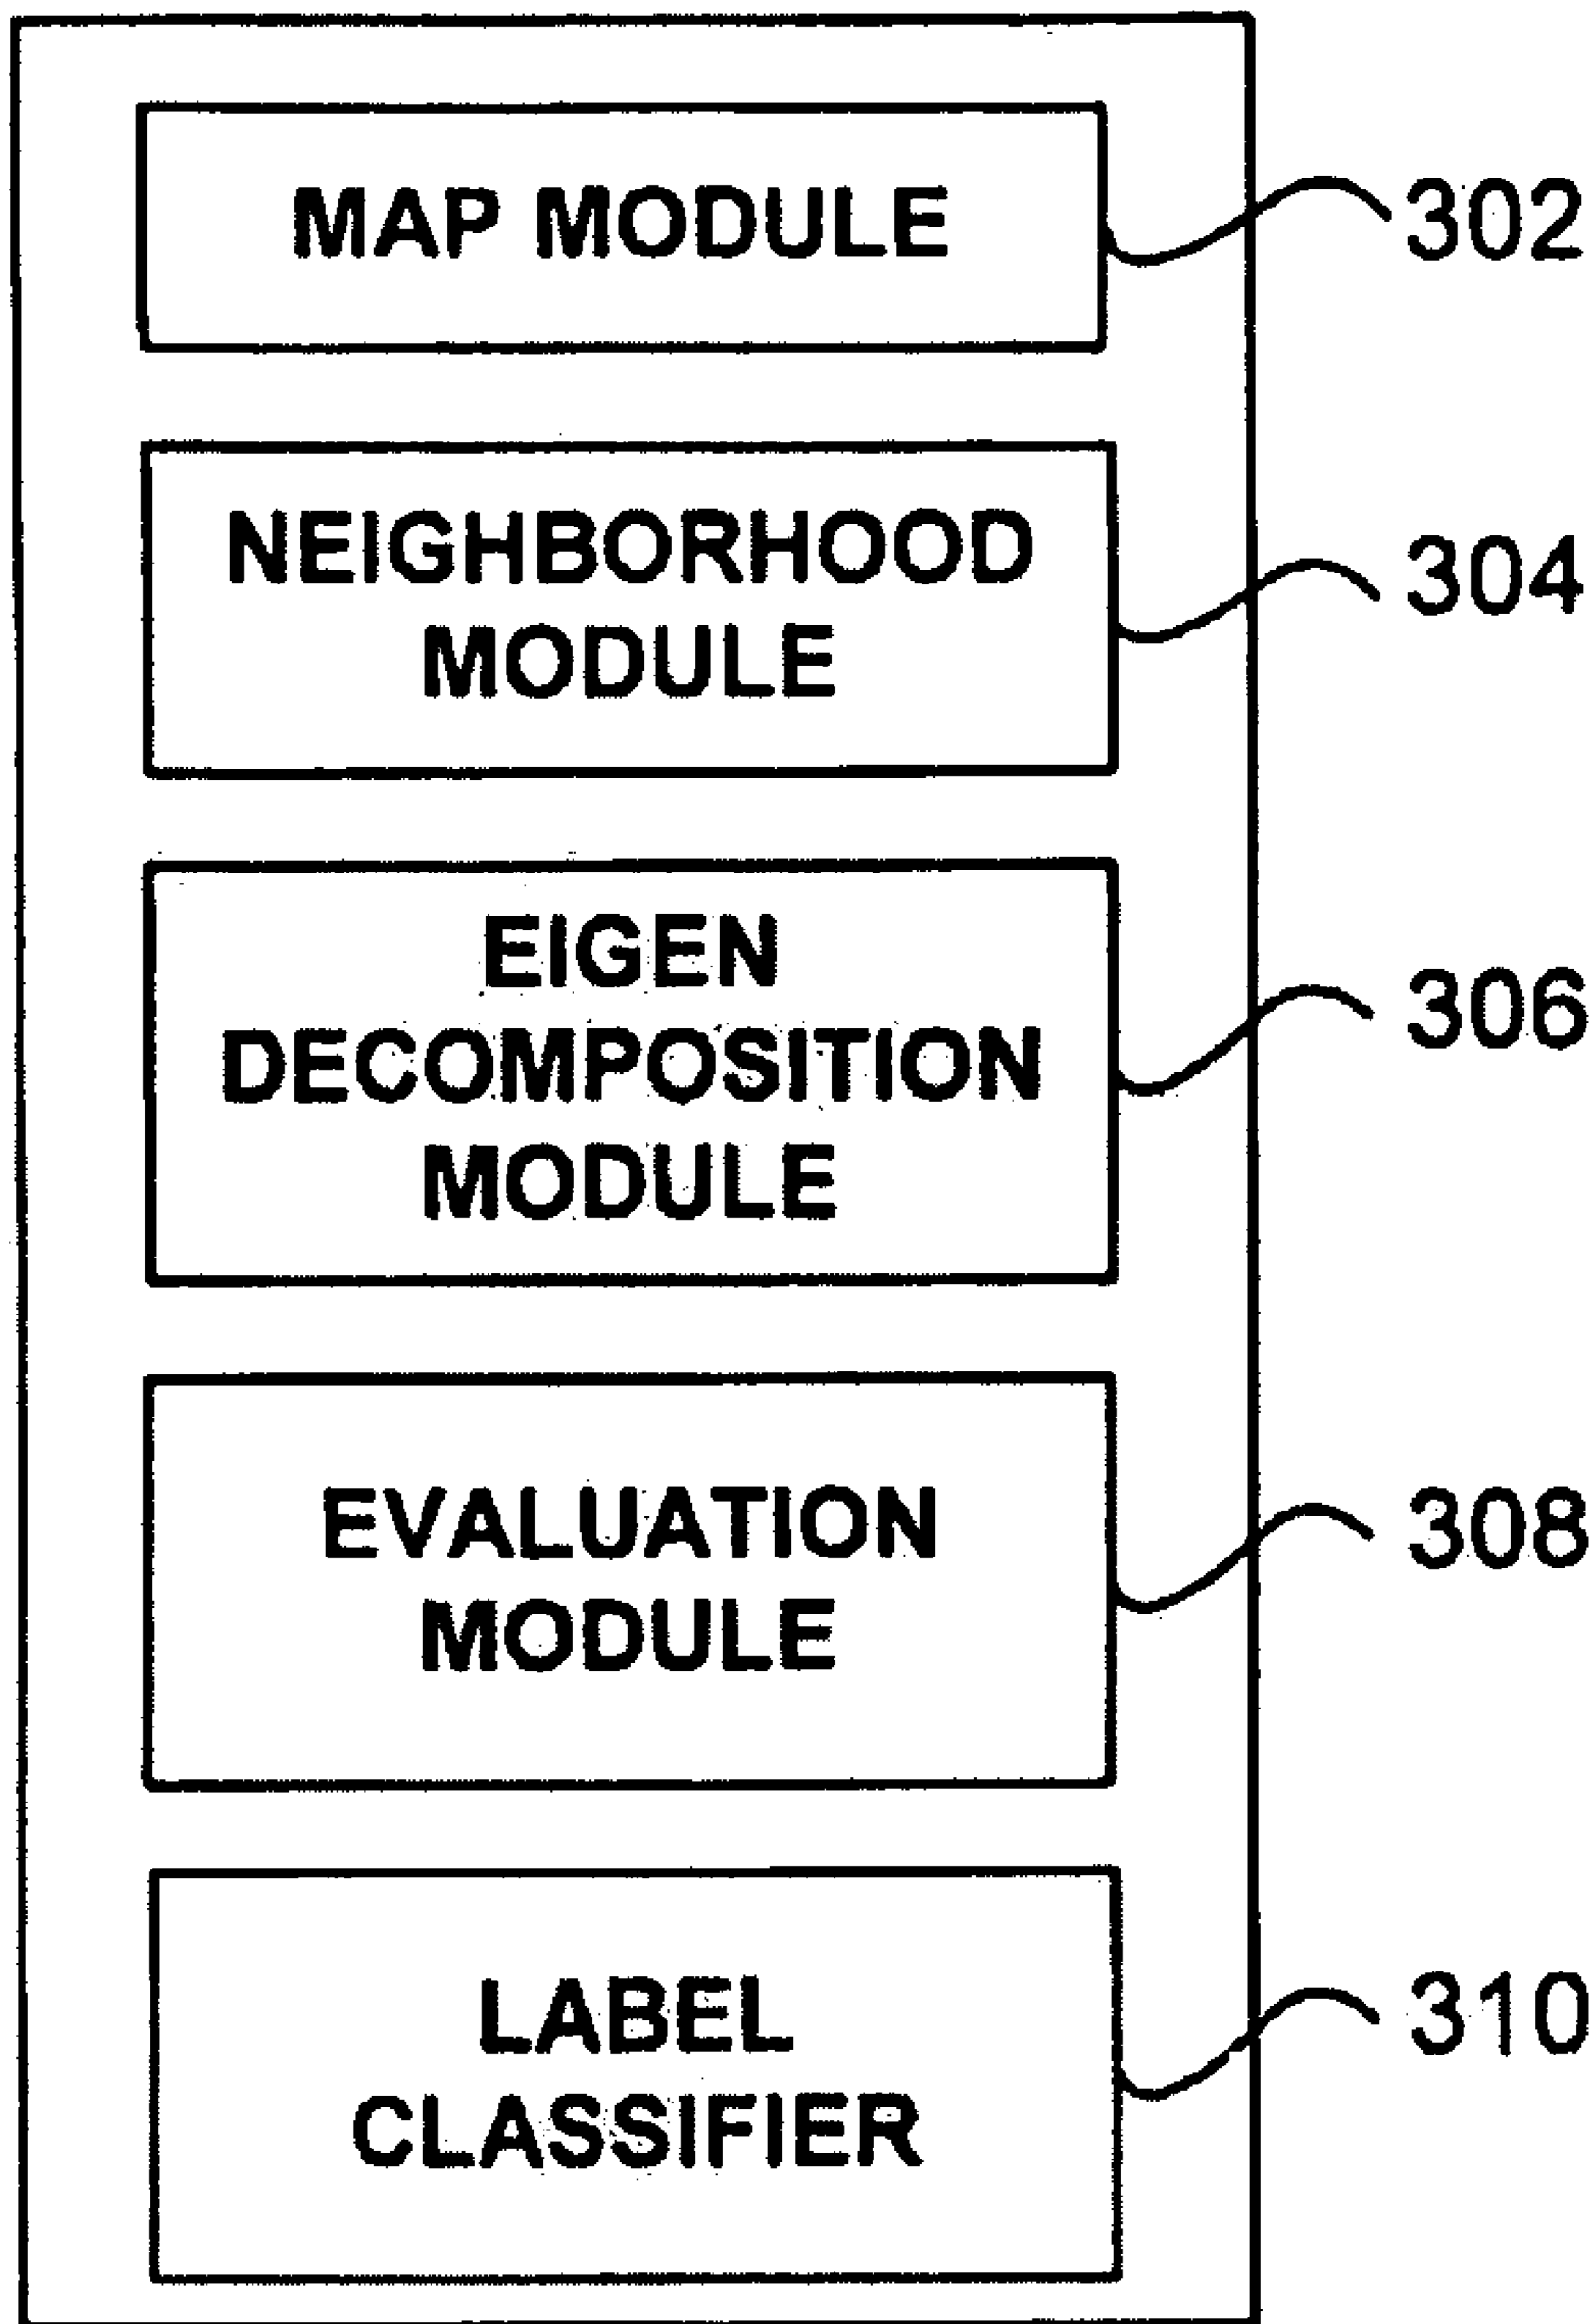 MAP MODULE
302
NEIGHBORHOOD
MODULE
304
EIGEN
DECOMPOSITION
MODULE
306
EVALUATION
MODULE
308
LABEL
CLASSIFIER
310